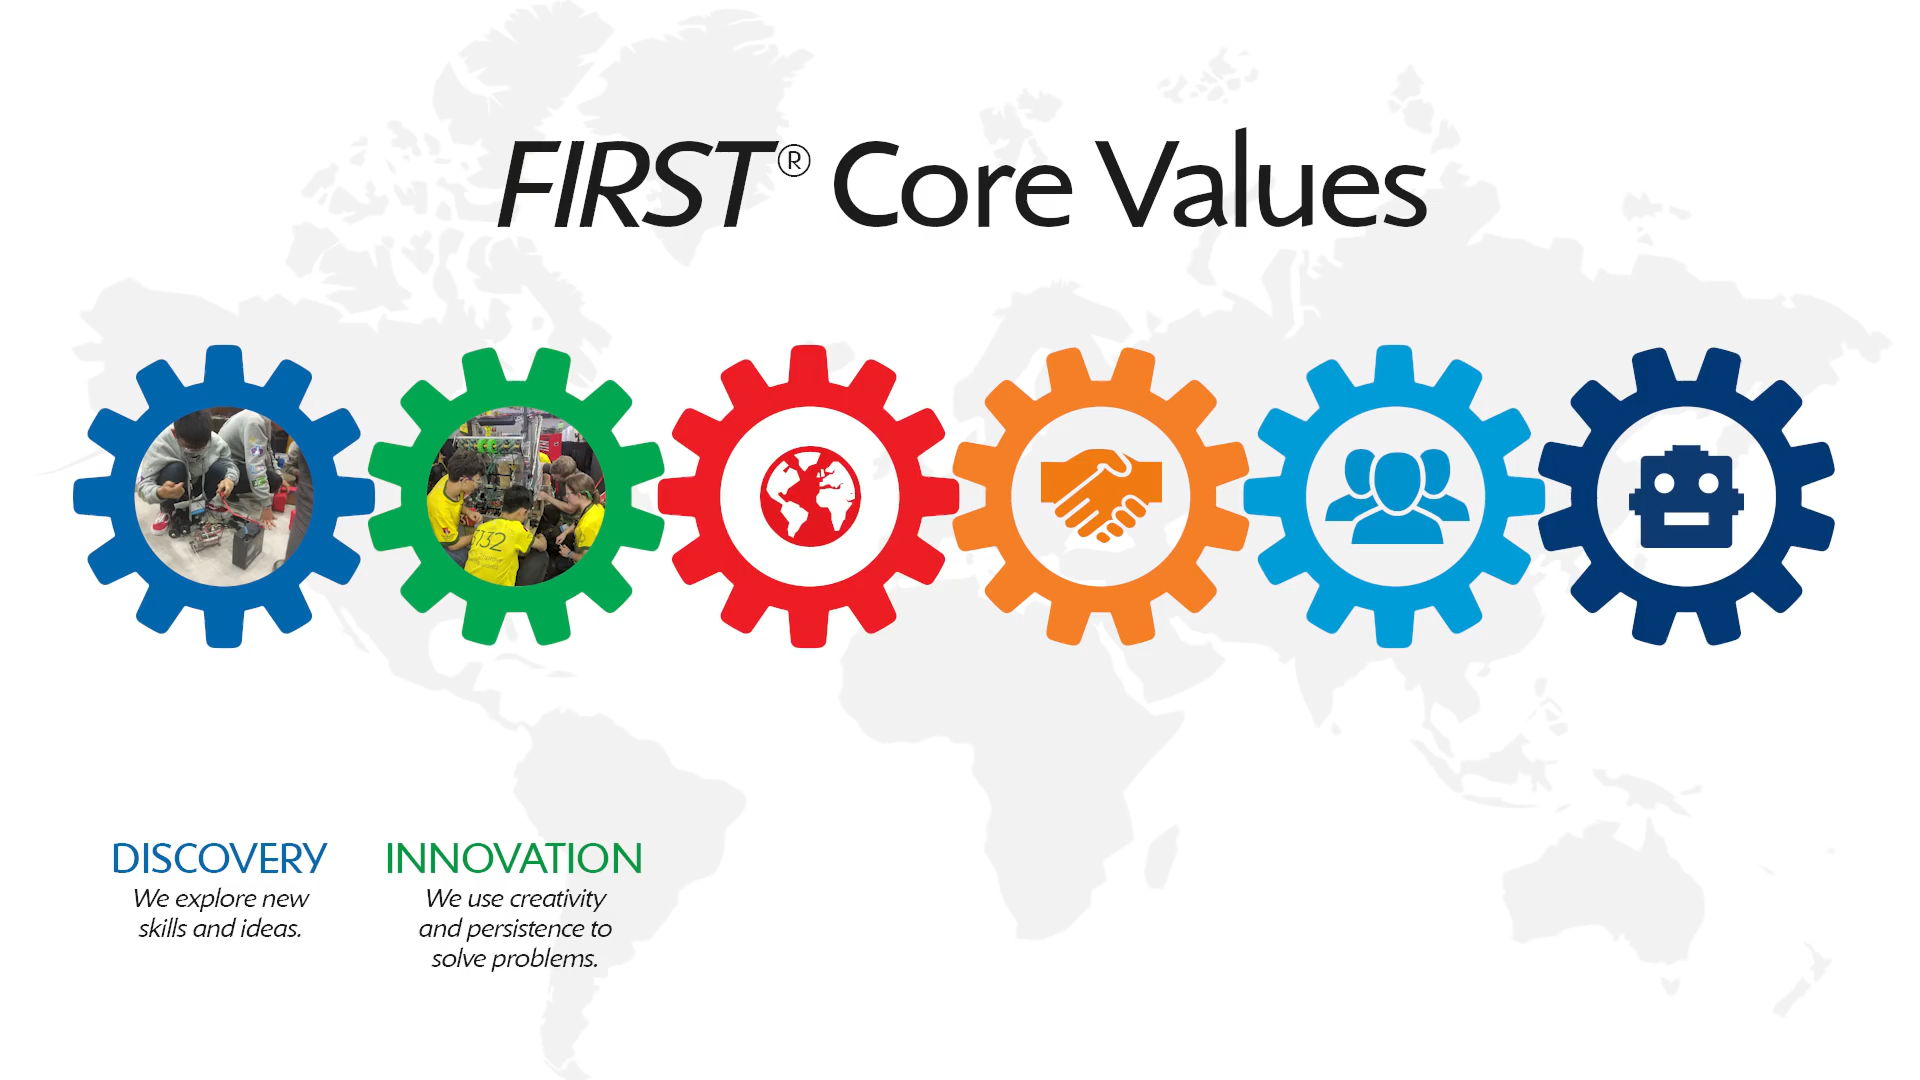 FIRST® Core Values
DISCOVERY
We explore new
skills and ideas.
INNOVATION
We use creativity
and persistence to
solve problems.